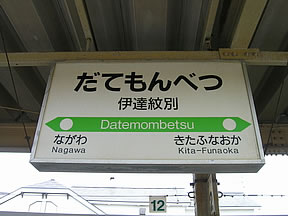 だてもんべつ
伊達紋別
Datemombetsu
ながわ きたふなおか
Nagawa Kita-Funaoka
12